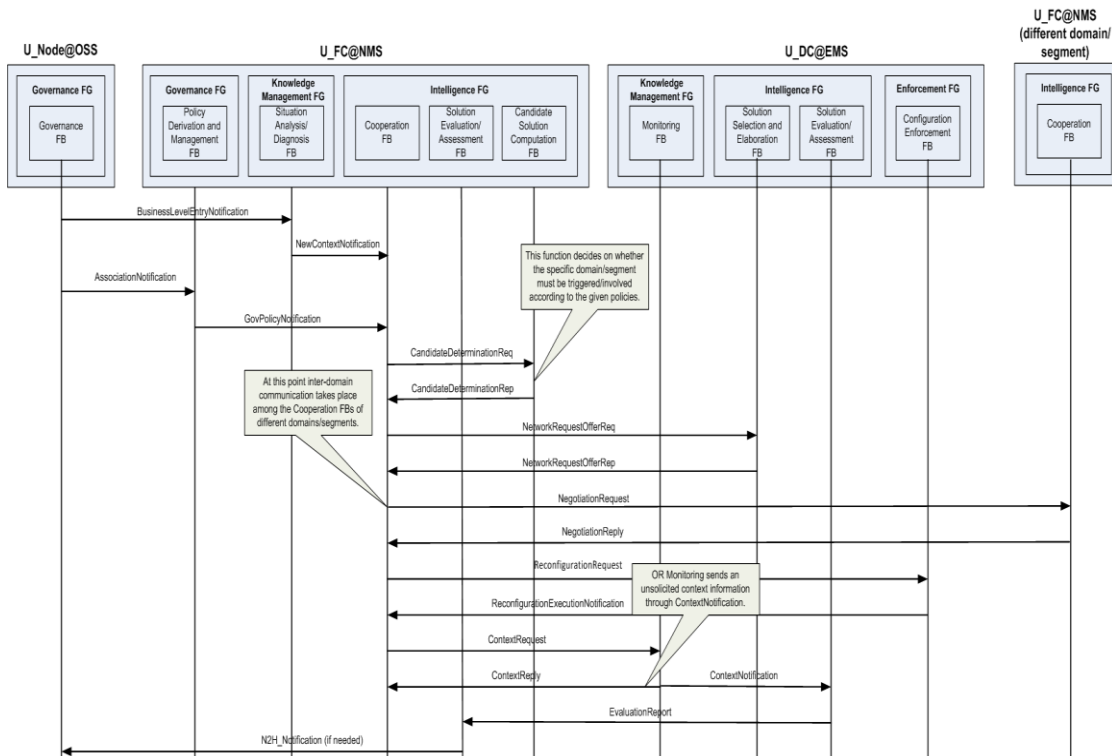 U_FC@NMS
(different domain/
segment)
U_Node@OSS
U_FC@NMS
U_DC@EMS
Governance FG
Governance
FB
Governance FG
Policy
Derivation and
Management
FB
Knowledge
Management FG
Situation
Analysis/
Diagnosis
FB
Intelligence FG
Cooperation
FB
Solution
Evaluation/
Assessment
FB
Candidate
Solution
Computation
FB
Knowledge
Management FG
Monitoring
FB
Intelligence FG
Solution
Selection and
Elaboration
FB
Solution
Evaluation/
Assessment
FB
Enforcement FG
Configuration
Enforcement
FB
Intelligence FG
Cooperation
FB
BusinessLevelEntryNotification
NewContextNotification
This function decides on whether
the specific domain/segment
must be triggered/involved
according to the given policies.
AssociationNotification
GovPolicyNotification
CandidateDeterminationReq
At this point inter-domain
communication takes place
among the Cooperation FBs of
different domains/segments.
CandidateDeterminationRep
NetworkRequestOfferReq
NetworkRequestOfferRep
NegotiationRequest
NegotiationReply
ReconfigurationRequest
OR Monitoring sends an
unsolicited context information
through ContextNotification.
ReconfigurationExecutionNotification
ContextRequest
ContextReply
ContextNotification
EvaluationReport
N2H_Notification (if needed)